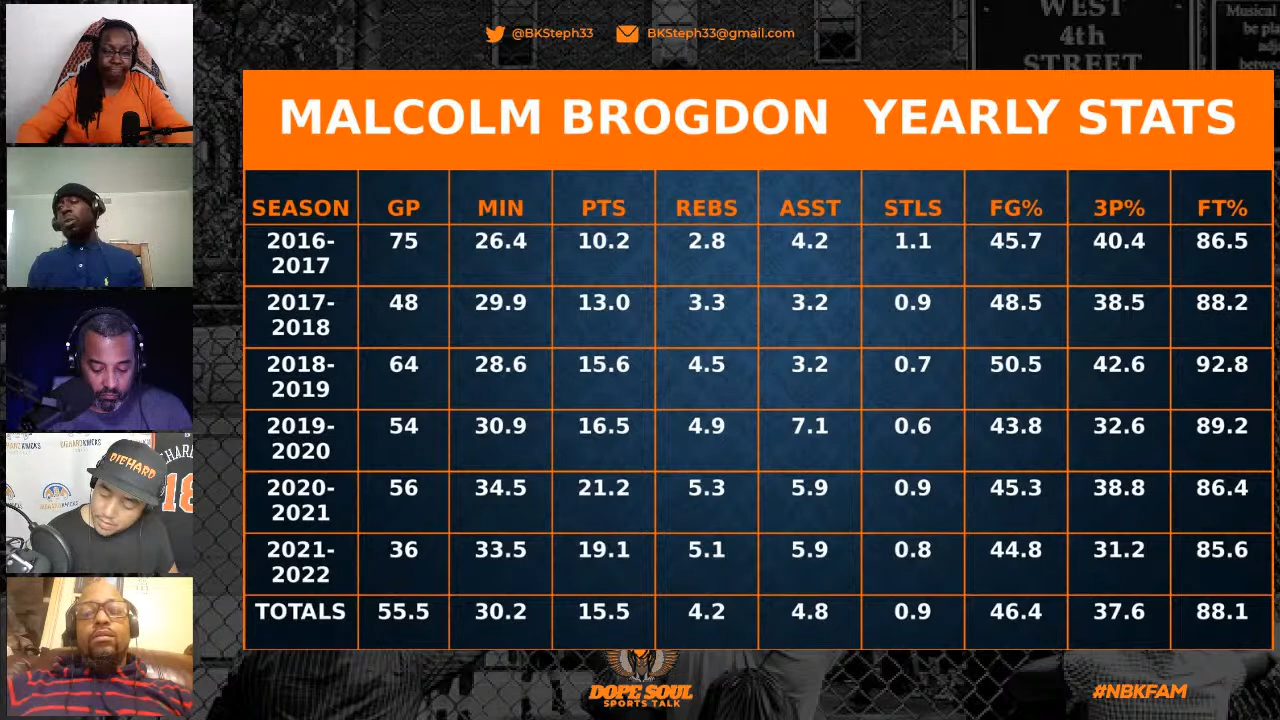 @BKSteph33 BKSteph33@gmail.com
WEST
4th
STREET
Musical
be pla
adj
betwe
MALCOLM BROGDON YEARLY STATS
SEASON GP MIN PTS REBS ASST STLS FG% 3P% FT%
2016-2017 75 26.4 10.2 2.8 4.2 1.1 45.7 40.4 86.5
2017-2018 48 29.9 13.0 3.3 3.2 0.9 48.5 38.5 88.2
2018-2019 64 28.6 15.6 4.5 3.2 0.7 50.5 42.6 92.8
2019-2020 54 30.9 16.5 4.9 7.1 0.6 43.8 32.6 89.2
2020-2021 56 34.5 21.2 5.3 5.9 0.9 45.3 38.8 86.4
2021-2022 36 33.5 19.1 5.1 5.9 0.8 44.8 31.2 85.6
TOTALS 55.5 30.2 15.5 4.2 4.8 0.9 46.4 37.6 88.1
DIEHARD
18
DOPE SOUL
SPORTS TALK
#NBKFAM